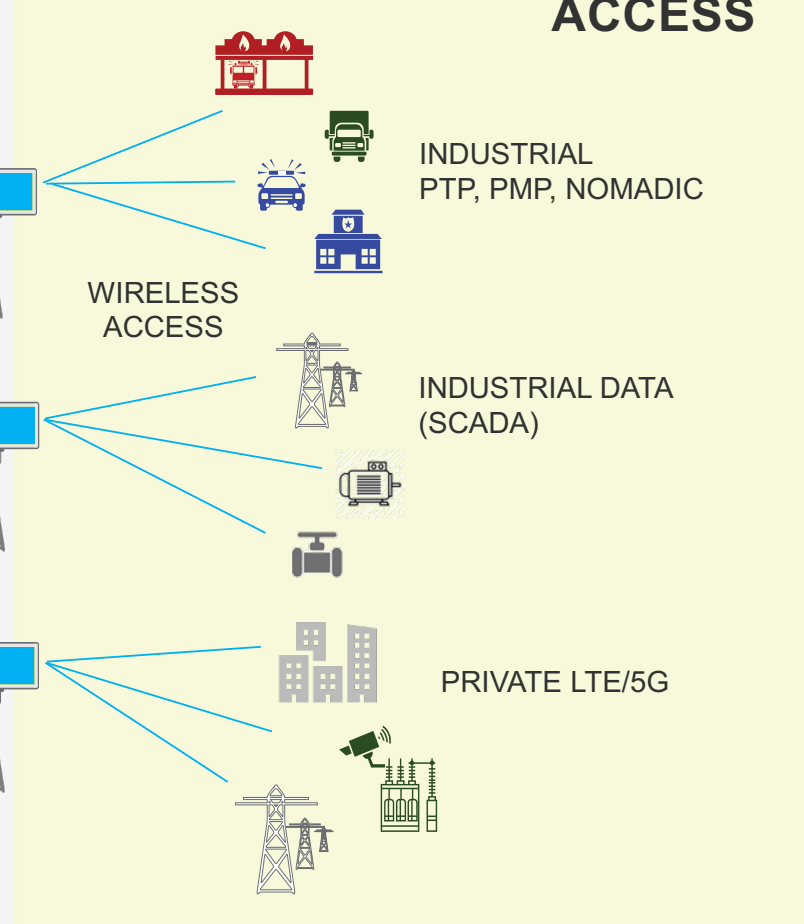 ACCESS
INDUSTRIAL
PTP, PMP, NOMADIC
WIRELESS
ACCESS
INDUSTRIAL DATA
(SCADA)
PRIVATE LTE/5G